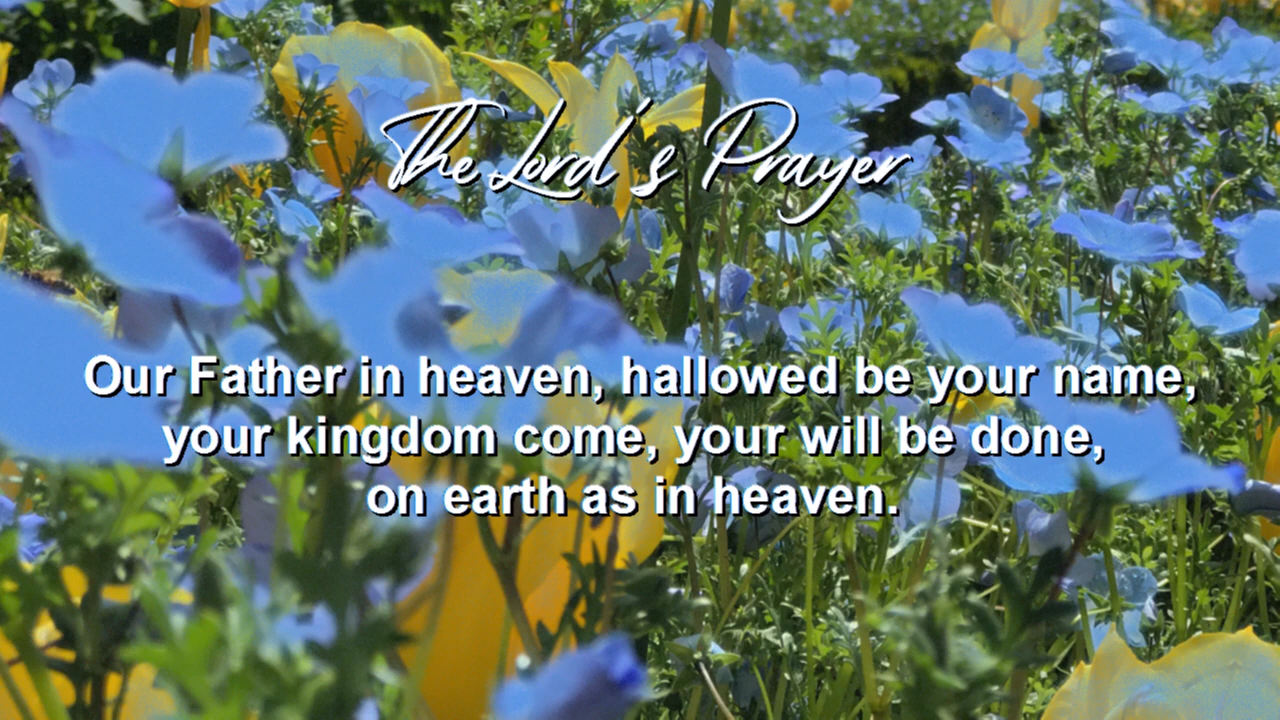 The Lord's Prayer
Our Father in heaven, hallowed be your name,
your kingdom come, your will be done,
on earth as in heaven.